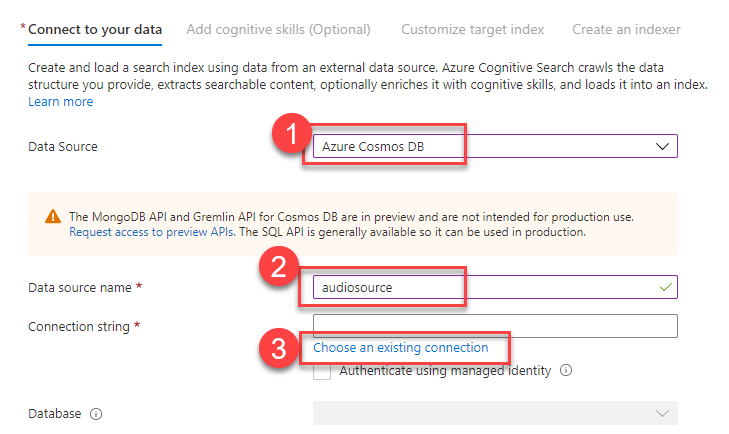 * Connect to your data Add cognitive skills (Optional) Customize target index Create an indexer
Create and load a search index using data from an external data source. Azure Cognitive Search crawls the data
structure you provide, extracts searchable content, optionally enriches it with cognitive skills, and loads it into an index.
Learn more
1
Data Source Azure Cosmos DB
The MongoDB API and Gremlin API for Cosmos DB are in preview and are not intended for production use.
Request access to preview APIs. The SQL API is generally available so it can be used in production.
2
Data source name * audiosource
Connection string *
3 Choose an existing connection
Authenticate using managed identity
Database